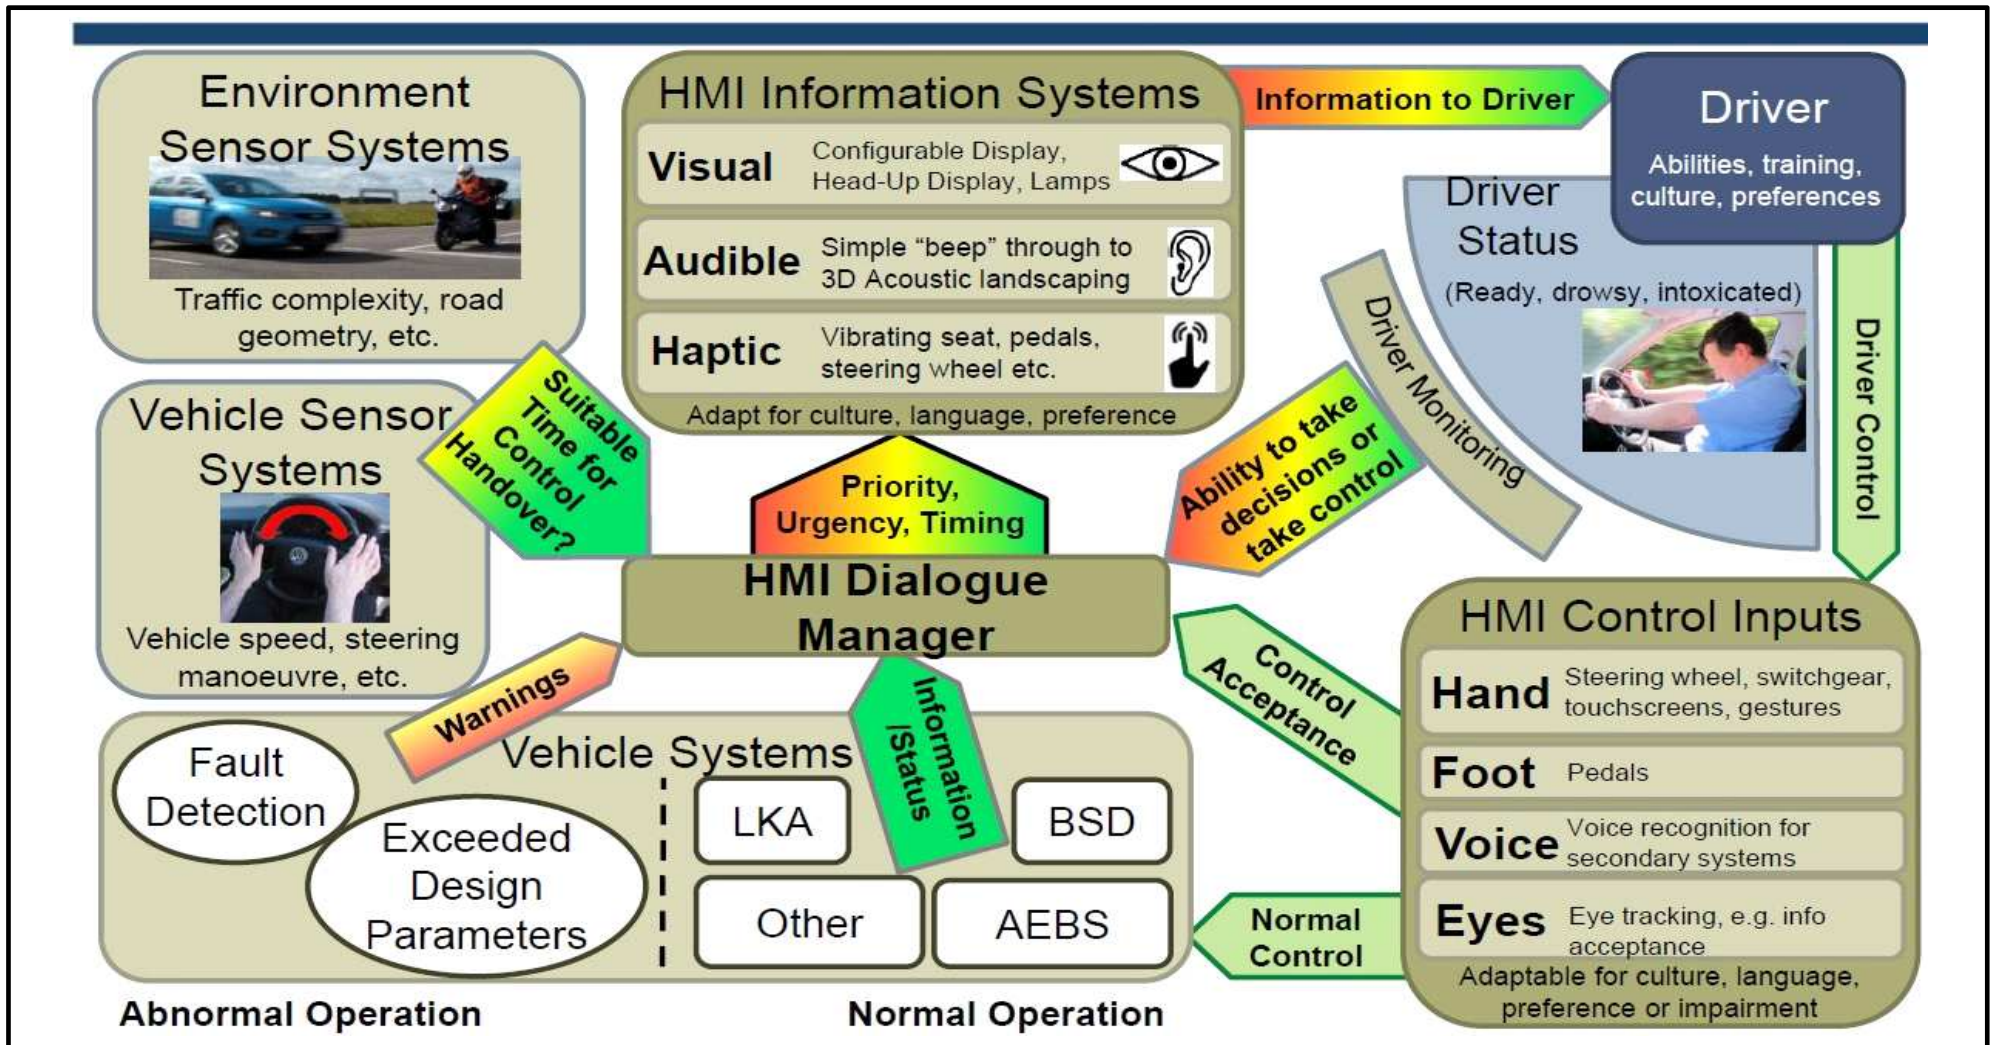 Environment
Sensor Systems
Traffic complexity, road
geometry, etc.
Vehicle Sensor
Systems
Vehicle speed, steering
manoeuvre, etc.
Suitable
Time for
Control
Handover?
HMI Information Systems
Visual
Configurable Display,
Head-Up Display, Lamps
Audible
Simple “beep” through to
3D Acoustic landscaping
Haptic
Vibrating seat, pedals,
steering wheel etc.
Adapt for culture, language, preference
Information to Driver
Driver
Abilities, training,
culture, preferences
Driver
Status
(Ready, drowsy, intoxicated)
Driver Monitoring
Driver Control
Ability to take
decisions or
take control
Priority,
Urgency, Timing
HMI Dialogue
Manager
Warnings
Information
/Status
Control
Acceptance
Normal
Control
HMI Control Inputs
Hand
Steering wheel, switchgear,
touchscreens, gestures
Foot
Pedals
Voice
Voice recognition for
secondary systems
Eyes
Eye tracking, e.g. info
acceptance
Adaptable for culture, language,
preference or impairment
Vehicle Systems
Fault
Detection
Exceeded
Design
Parameters
LKA
BSD
Other
AEBS
Abnormal Operation
Normal Operation